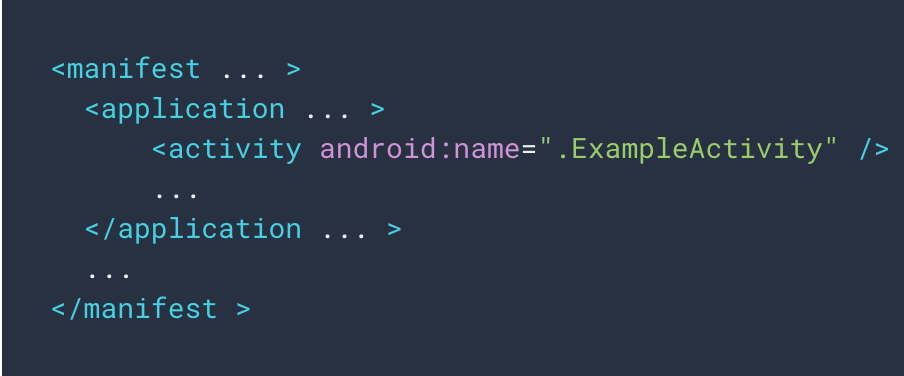 <manifest ... >
<application ... >
<activity android:name=".ExampleActivity" />
...
</application ... >
...
</manifest >